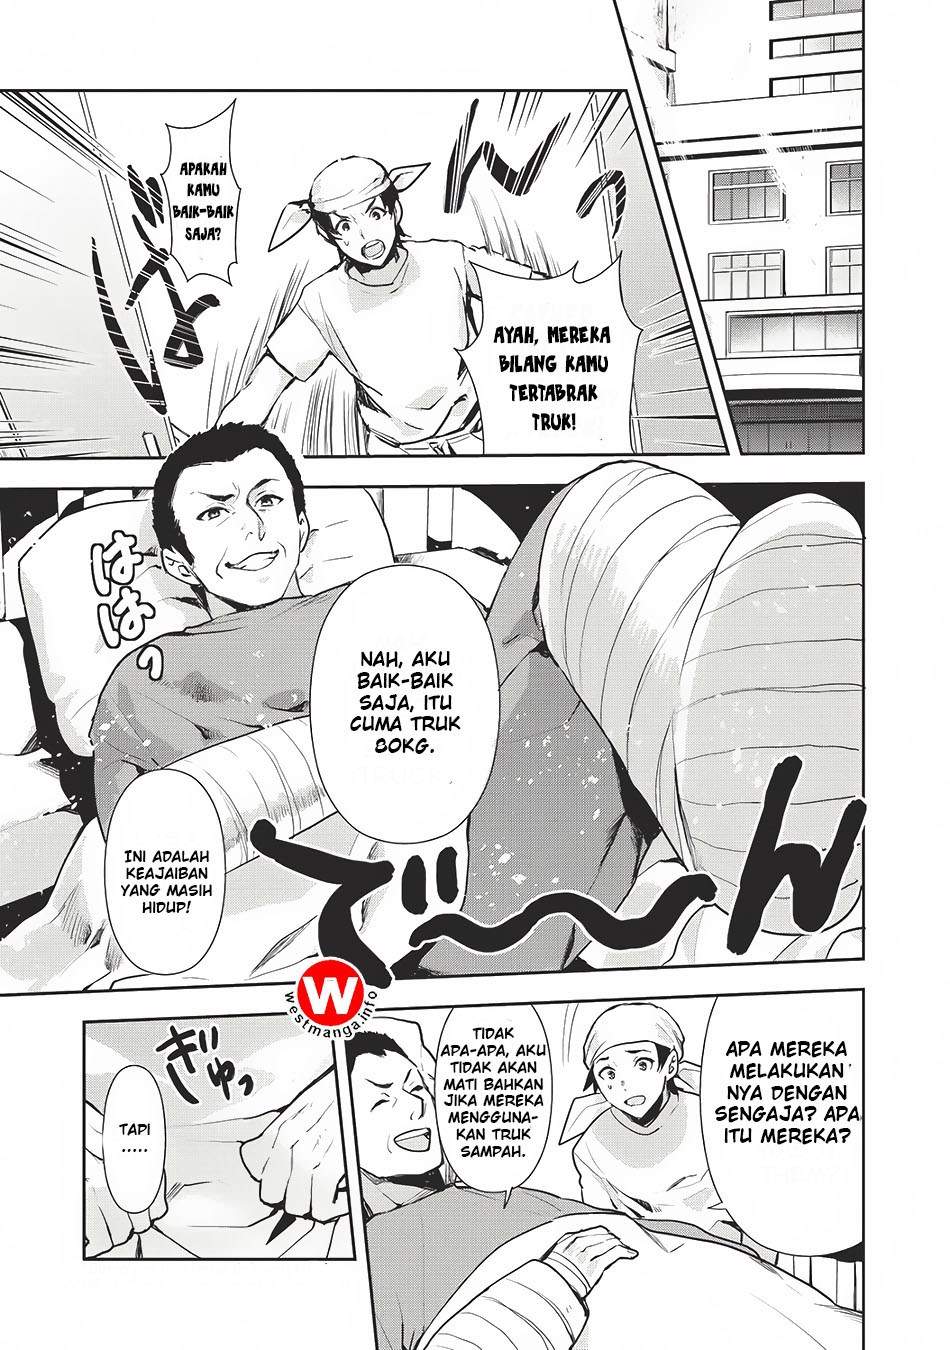 AYAH, MEREKA
BILANG KAMU
TERTABRAK
TRUK!
APAKAH
KAMU
BAIK-BAIK
SAJA?
はは
はっ
NAH, AKU
BAIK-BAIK
SAJA, ITU
CUMA TRUK
80KG.
INI ADALAH
KEAJAIBAN
YANG MASIH
HIDUP!
で〜〜ん
W
westmanga.info
APA MEREKA
MELAKUKAN
NYA DENGAN
SENGAJA? APA
ITU MEREKA?
TIDAK
APA-APA, AKU
TIDAK AKAN
MATI BAHKAN
JIKA MEREKA
MENGGUNA-
KAN TRUK
SAMPAH.
ぎゅっ
TAPI
.....